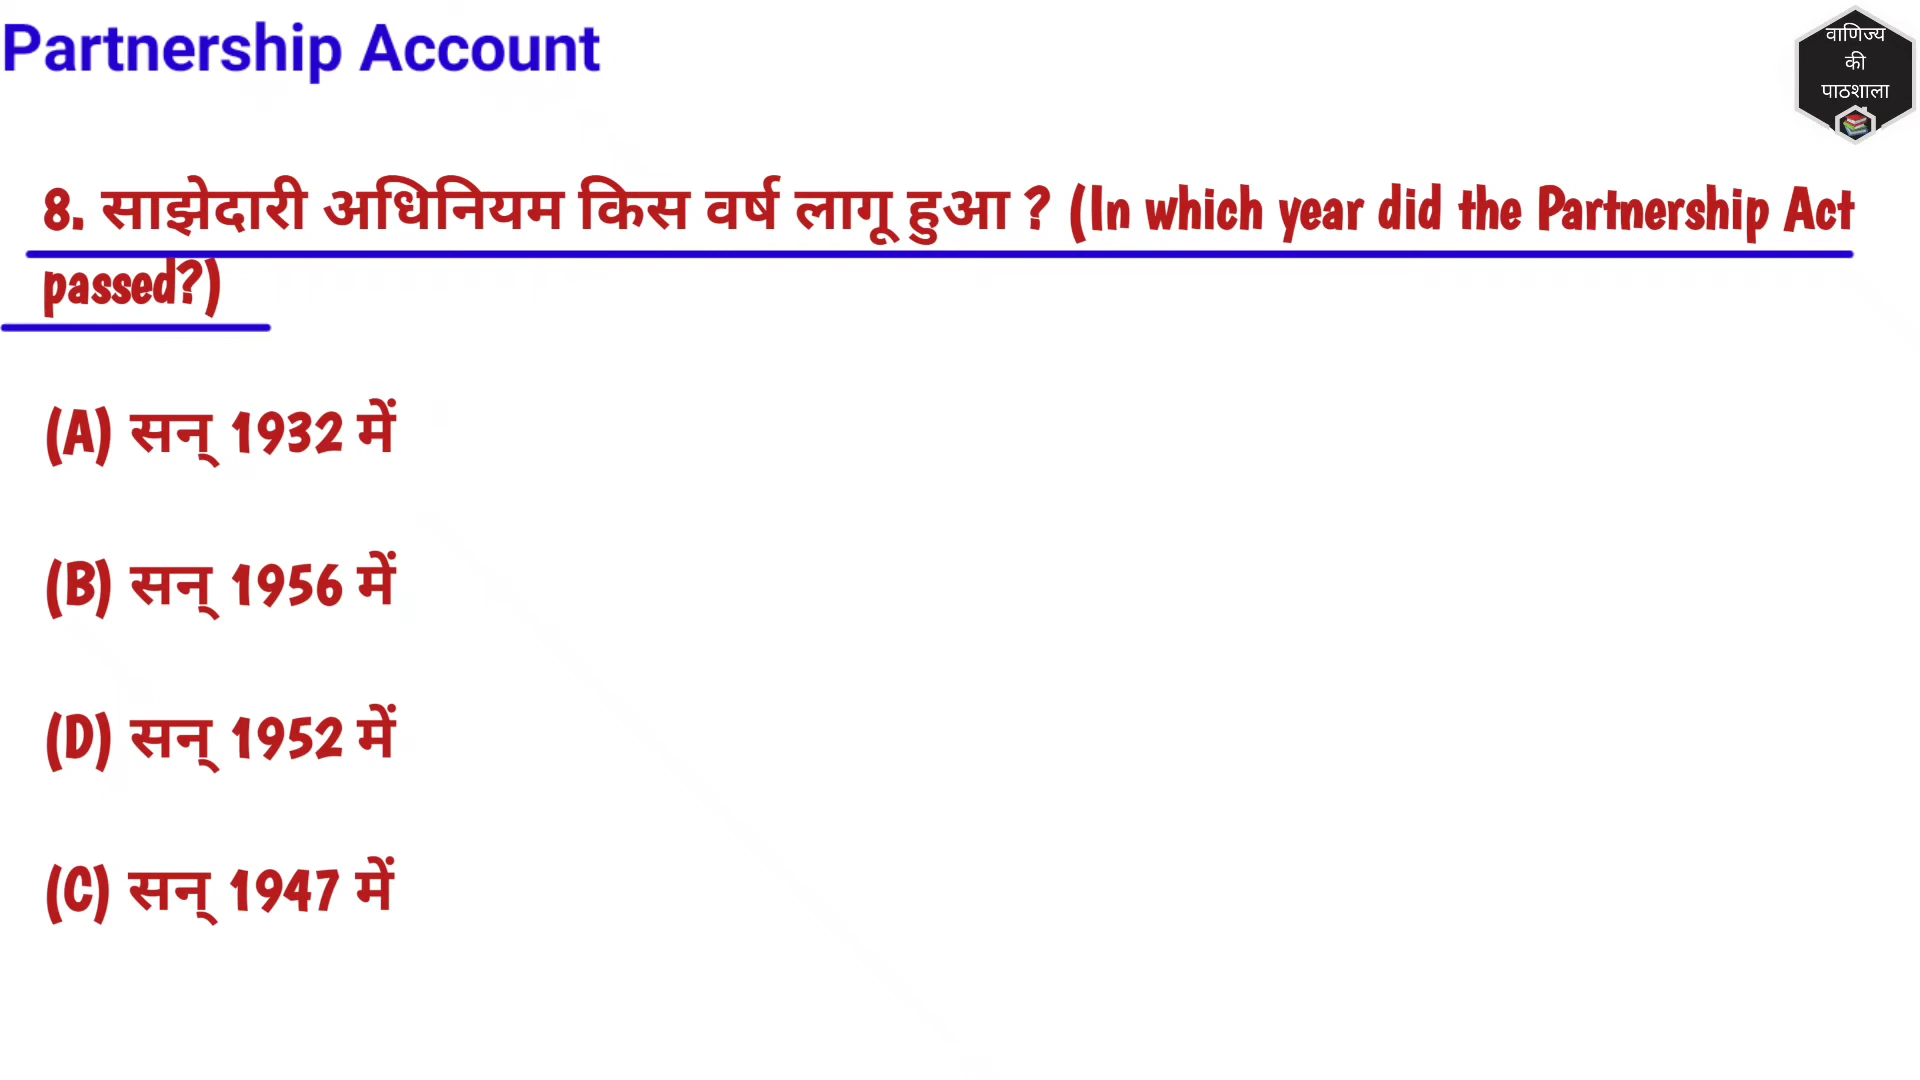 Partnership Account
वाणिज्य
की
पाठशाला
8. साझेदारी अधिनियम किस वर्ष लागू हुआ ? (In which year did the Partnership Act
passed?)
(A) सन् 1932 में
(B) सन् 1956 में
(D) सन् 1952 में
(C) सन् 1947 में